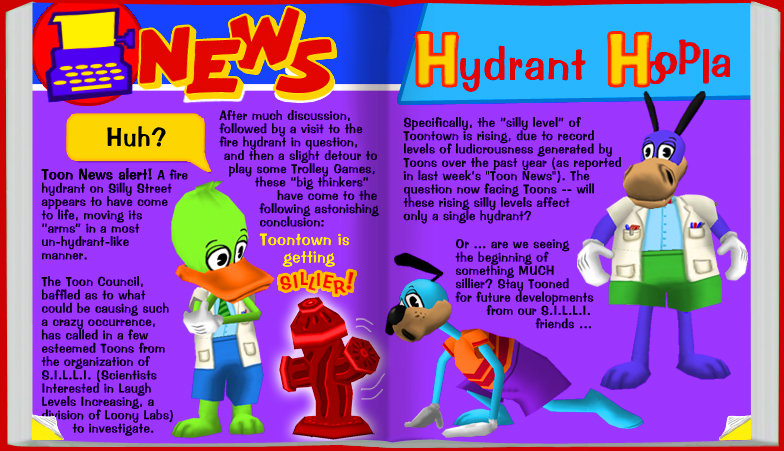 NEWS
Huh?
Toon News alert! A fire
hydrant on Silly Street
appears to have come
to life, moving its
"arms" in a most
un-hydrant-like
manner.
The Toon Council,
baffled as to what
could be causing such
a crazy occurrence,
has called in a few
esteemed Toons from
the organization of
S.I.L.L.I. (Scientists
Interested in Laugh
Levels Increasing, a
division of Loony Labs)
to investigate.
After much discussion,
followed by a visit to the
fire hydrant in question,
and then a slight detour to
play some Trolley Games,
these "big thinkers"
have come to the
following astonishing
conclusion:
Toontown is
getting
SILLIER!
Hydrant Hoopla
Specifically, the "silly level" of
Toontown is rising, due to record
levels of ludicrousness generated by
Toons over the past year (as reported
in last week's "Toon News"). The
question now facing Toons -- will
these rising silly levels affect
only a single hydrant?
Or ... are we seeing
the beginning of
something MUCH
sillier? Stay Tooned
for future developments
from our S.I.L.L.I.
friends ...